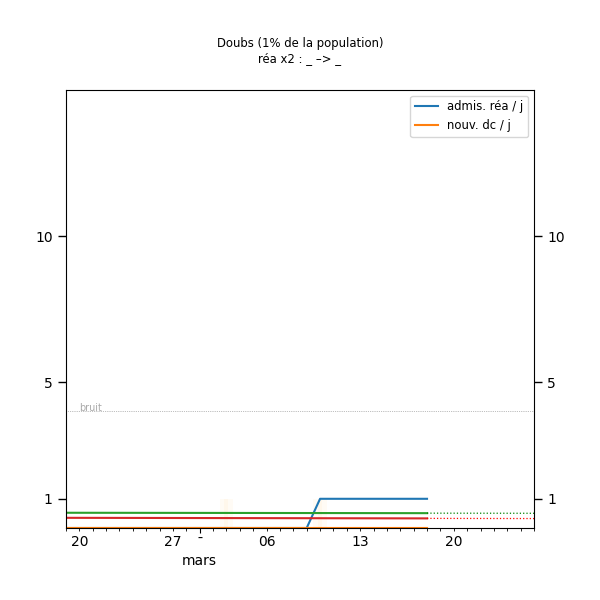 Doubs (1% de la population)
réa x2 : _ –> _
admis. réa / j
nouv. dc / j
10 10
5 5
bruit
1 1
20 27 - 06 13 20
mars